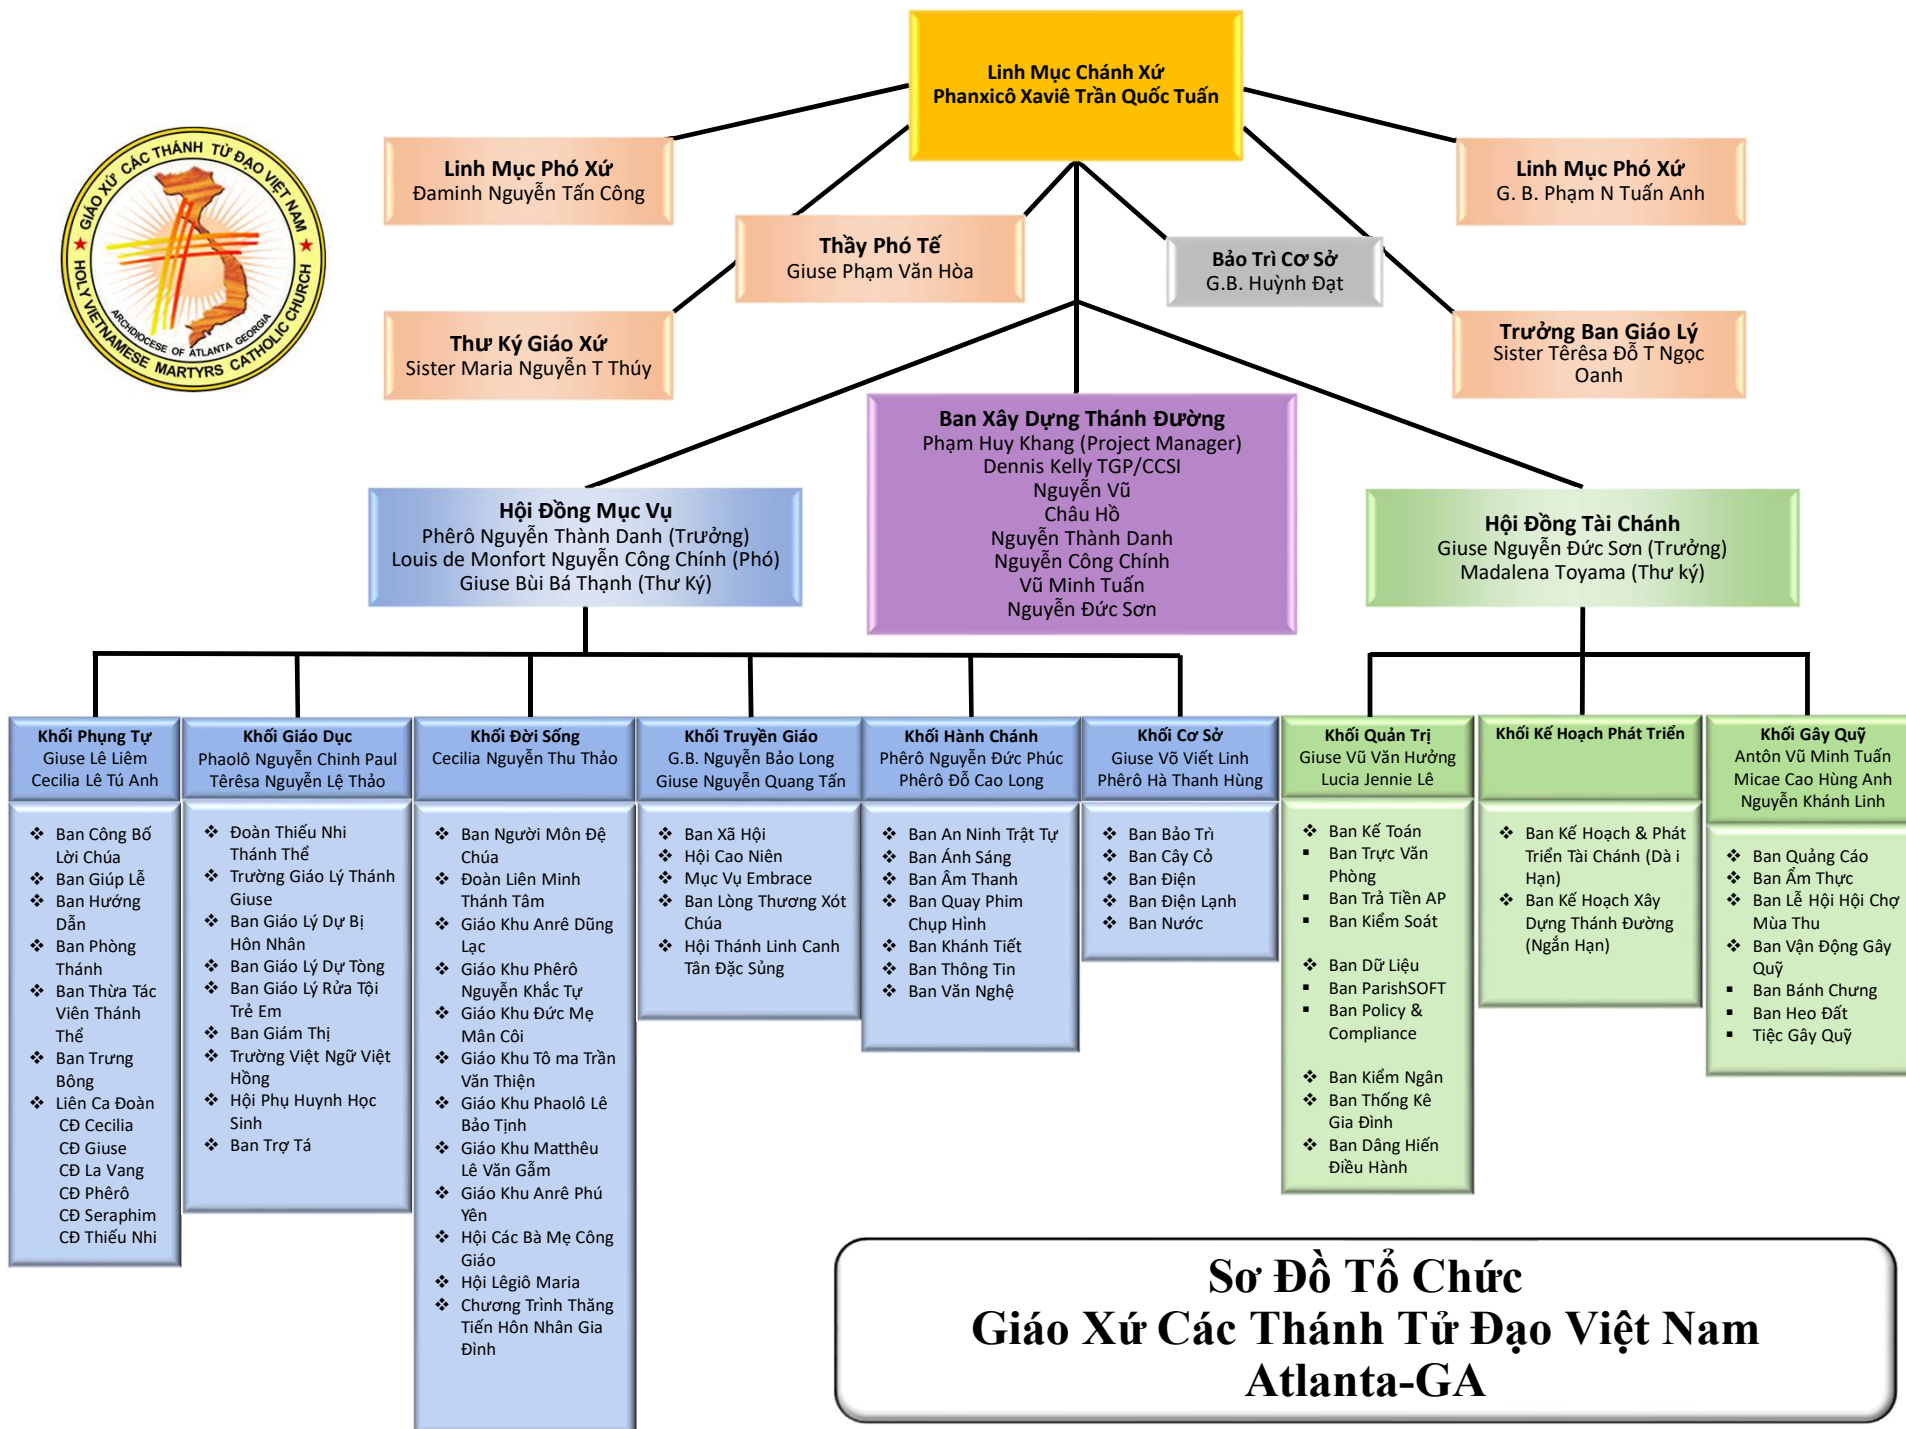 Linh Mục Chánh Xứ
Phanxicô Xaviê Trần Quốc Tuấn
GIÁO XỨ CÁC THÁNH TỬ ĐẠO VIỆT NAM
HOLY VIETNAMESE MARTYRS CATHOLIC CHURCH
ARCHDIOCESE OF ATLANTA GEORGIA
Linh Mục Phó Xứ
Đaminh Nguyễn Tấn Công
Linh Mục Phó Xứ
G. B. Phạm N Tuấn Anh
Thầy Phó Tế
Giuse Phạm Văn Hòa
Bảo Trì Cơ Sở
G.B. Huỳnh Đạt
Thư Ký Giáo Xứ
Sister Maria Nguyễn T Thúy
Trưởng Ban Giáo Lý
Sister Têrêsa Đỗ T Ngọc
Oanh
Ban Xây Dựng Thánh Đường
Phạm Huy Khang (Project Manager)
Dennis Kelly TGP/CCSI
Nguyễn Vũ
Châu Hồ
Nguyễn Thành Danh
Nguyễn Công Chính
Vũ Minh Tuấn
Nguyễn Đức Sơn
Hội Đồng Mục Vụ
Phêrô Nguyễn Thành Danh (Trưởng)
Louis de Monfort Nguyễn Công Chính (Phó)
Giuse Bùi Bá Thạnh (Thư Ký)
Hội Đồng Tài Chánh
Giuse Nguyễn Đức Sơn (Trưởng)
Madalena Toyama (Thư ký)
Khối Phụng Tự
Giuse Lê Liêm
Cecilia Lê Tú Anh
❖ Ban Công Bố
Lời Chúa
❖ Ban Giúp Lễ
❖ Ban Hướng
Dẫn
❖ Ban Phòng
Thánh
❖ Ban Thừa Tác
Viên Thánh
Thể
❖ Ban Trưng
Bông
❖ Liên Ca Đoàn
CĐ Cecilia
CĐ Giuse
CĐ La Vang
CĐ Phêrô
CĐ Seraphim
CĐ Thiếu Nhi
Khối Giáo Dục
Phaolô Nguyễn Chinh Paul
Têrêsa Nguyễn Lệ Thảo
❖ Đoàn Thiếu Nhi
Thánh Thể
❖ Trường Giáo Lý Thánh
Giuse
❖ Ban Giáo Lý Dự Bị
Hôn Nhân
❖ Ban Giáo Lý Dự Tòng
❖ Ban Giáo Lý Rửa Tội
Trẻ Em
❖ Ban Giám Thị
❖ Trường Việt Ngữ Việt
Hồng
❖ Hội Phụ Huynh Học
Sinh
❖ Ban Trợ Tá
Khối Đời Sống
Cecilia Nguyễn Thu Thảo
❖ Ban Người Môn Đệ
Chúa
❖ Đoàn Liên Minh
Thánh Tâm
❖ Giáo Khu Anrê Dũng
Lạc
❖ Giáo Khu Phêrô
Nguyễn Khắc Tự
❖ Giáo Khu Đức Mẹ
Mân Côi
❖ Giáo Khu Tô ma Trần
Văn Thiện
❖ Giáo Khu Phaolô Lê
Bảo Tịnh
❖ Giáo Khu Matthêu
Lê Văn Gẫm
❖ Giáo Khu Anrê Phú
Yên
❖ Hội Các Bà Mẹ Công
Giáo
❖ Hội Lêgiô Maria
❖ Chương Trình Thăng
Tiến Hôn Nhân Gia
Đình
Khối Truyền Giáo
G.B. Nguyễn Bảo Long
Giuse Nguyễn Quang Tấn
❖ Ban Xã Hội
❖ Hội Cao Niên
❖ Mục Vụ Embrace
❖ Ban Lòng Thương Xót
Chúa
❖ Hội Thánh Linh Canh
Tân Đặc Sủng
Khối Hành Chánh
Phêrô Nguyễn Đức Phúc
Phêrô Đỗ Cao Long
❖ Ban An Ninh Trật Tự
❖ Ban Ánh Sáng
❖ Ban Âm Thanh
❖ Ban Quay Phim
Chụp Hình
❖ Ban Khánh Tiết
❖ Ban Thông Tin
❖ Ban Văn Nghệ
Khối Cơ Sở
Giuse Võ Viết Linh
Phêrô Hà Thanh Hùng
❖ Ban Bảo Trì
❖ Ban Cây Cỏ
❖ Ban Điện
❖ Ban Điện Lạnh
❖ Ban Nước
Khối Quản Trị
Giuse Vũ Văn Hưởng
Lucia Jennie Lê
❖ Ban Kế Toán
▪ Ban Trực Văn
Phòng
▪ Ban Trả Tiền AP
▪ Ban Kiểm Soát
❖ Ban Dữ Liệu
▪ Ban ParishSOFT
▪ Ban Policy &
Compliance
❖ Ban Kiểm Ngân
❖ Ban Thống Kê
Gia Đình
❖ Ban Dâng Hiến
Điều Hành
Khối Kế Hoạch Phát Triển
❖ Ban Kế Hoạch & Phát
Triển Tài Chánh (Dà i
Hạn)
❖ Ban Kế Hoạch Xây
Dựng Thánh Đường
(Ngắn Hạn)
Khối Gây Quỹ
Antôn Vũ Minh Tuấn
Micae Cao Hùng Anh
Nguyễn Khánh Linh
❖ Ban Quảng Cáo
❖ Ban Ẩm Thực
❖ Ban Lễ Hội Hội Chợ
Mùa Thu
❖ Ban Vận Động Gây
Quỹ
▪ Ban Bánh Chưng
▪ Ban Heo Đất
▪ Tiệc Gây Quỹ
Sơ Đồ Tổ Chức
Giáo Xứ Các Thánh Tử Đạo Việt Nam
Atlanta-GA